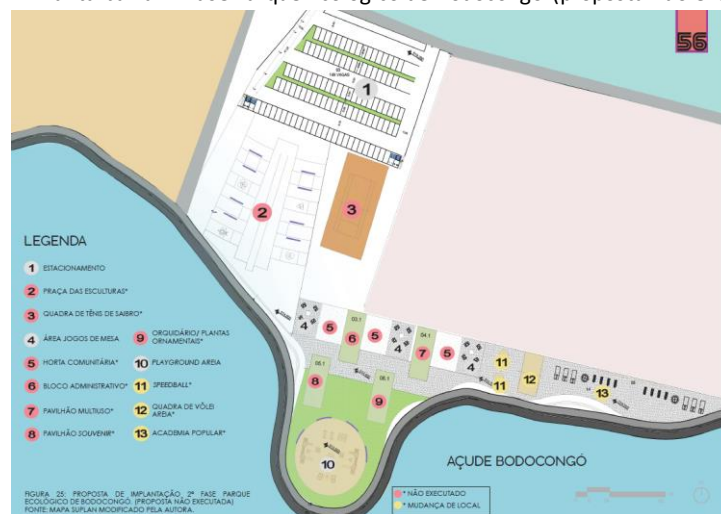 56
1
2
3
LEGENDA
1 ESTACIONAMENTO
2 PRAÇA DAS ESCULTURAS*
3 QUADRA DE TÊNIS DE SAIBRO*
4 ÁREA JOGOS DE MESA
5 HORTA COMUNITÁRIA*
6 BLOCO ADMINISTRATIVO*
7 PAVILHÃO MULTIUSO*
8 PAVILHÃO SOUVENIR*
9 ORQUIDÁRIO/ PLANTAS
ORNAMENTAIS*
10 PLAYGROUND AREIA
11 SPEEDBALL*
12 QUADRA DE VÔLEI
AREIA*
13 ACADEMIA POPULAR*
4 5 6 5 4 7 5 11
11 12 13
8 9
10
AÇUDE BODOCONGÓ
FIGURA 25: PROPOSTA DE IMPLANTAÇÃO 2ª FASE PARQUE
ECOLÓGICO DE BODOCONGÓ. (PROPOSTA NÃO EXECUTADA)
FONTE: MAPA SUPLAN MODIFICADO PELA AUTORA.
* NÃO EXECUTADO
* MUDANÇA DE LOCAL